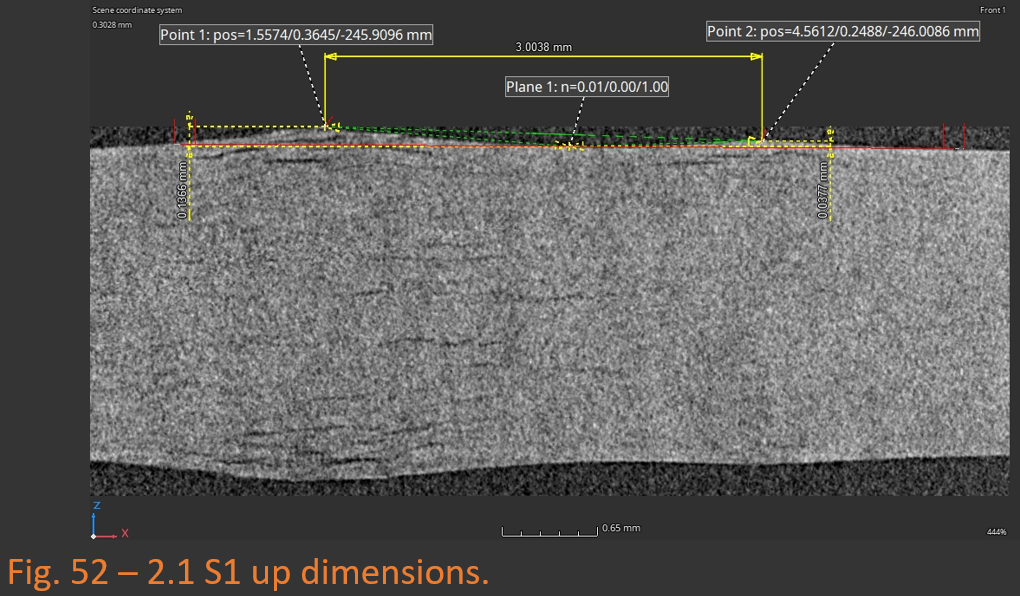 Scene coordinate system
Front 1
0.3028 mm
Point 1: pos=1.5574/0.3645/-245.9096 mm
Point 2: pos=4.5612/0.2488/-246.0086 mm
3.0038 mm
Plane 1: n=0.01/0.00/1.00
0.1366 mm
0.0377 mm
Z
X
0.65 mm
444%
Fig. 52 – 2.1 S1 up dimensions.